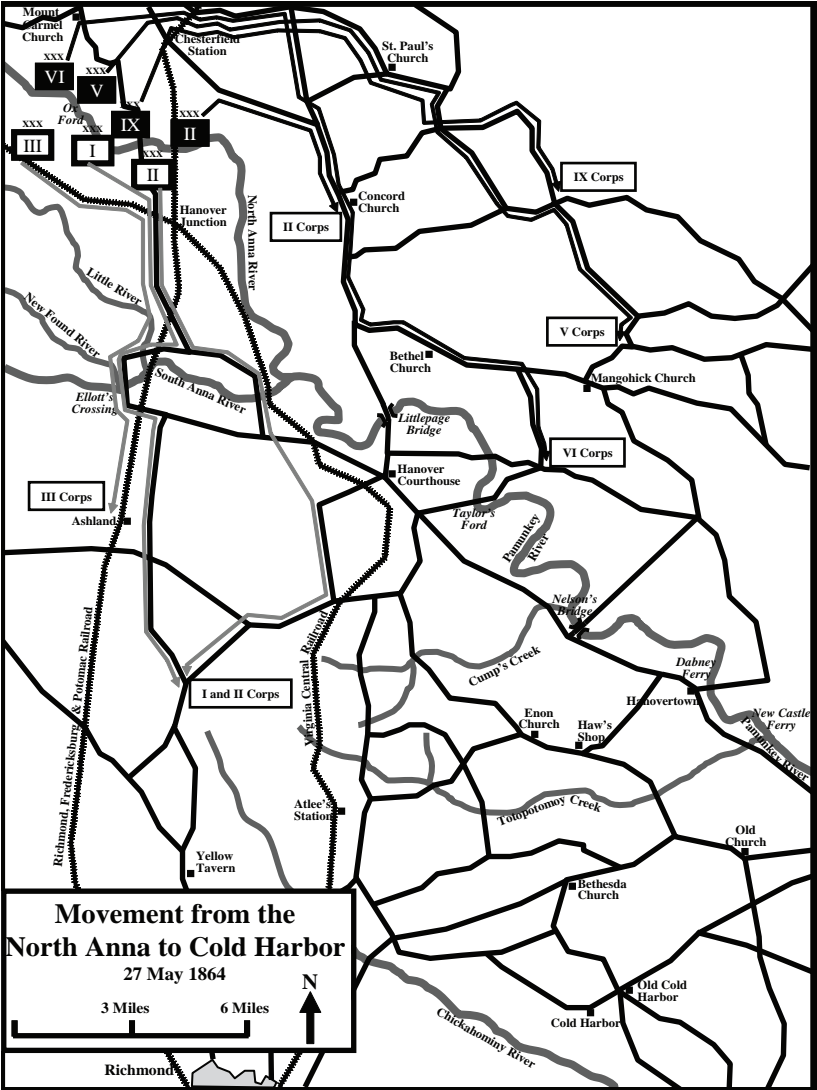 Mount
Carmel
Church
Chesterfield
Station
St. Paul's
Church
xxx
VI
xxx
V
Ox
Ford
xx
IX
xxx
II
xxx
III
xxx
I
xxx
II
IX Corps
Concord
Church
II Corps
Hanover
Junction
North Anna River
Little River
New Found River
V Corps
Bethel
Church
Mangohick Church
South Anna River
Ellott's
Crossing
Littlepage
Bridge
VI Corps
Hanover
Courthouse
III Corps
Ashland
Taylor's
Ford
Pamunkey
River
Nelson's
Bridge
Richmond, Fredericksburg & Potomac Railroad
Virginia Central Railroad
Cump's Creek
Dabney
Ferry
I and II Corps
Hanovertown
New Castle
Ferry
Pamunkey River
Enon
Church
Haw's
Shop
Atlee's
Station
Totopotomoy Creek
Old
Church
Yellow
Tavern
Bethesda
Church
Movement from the
North Anna to Cold Harbor
27 May 1864
N
3 Miles
6 Miles
Old Cold
Harbor
Cold Harbor
Chickahominy River
Richmond